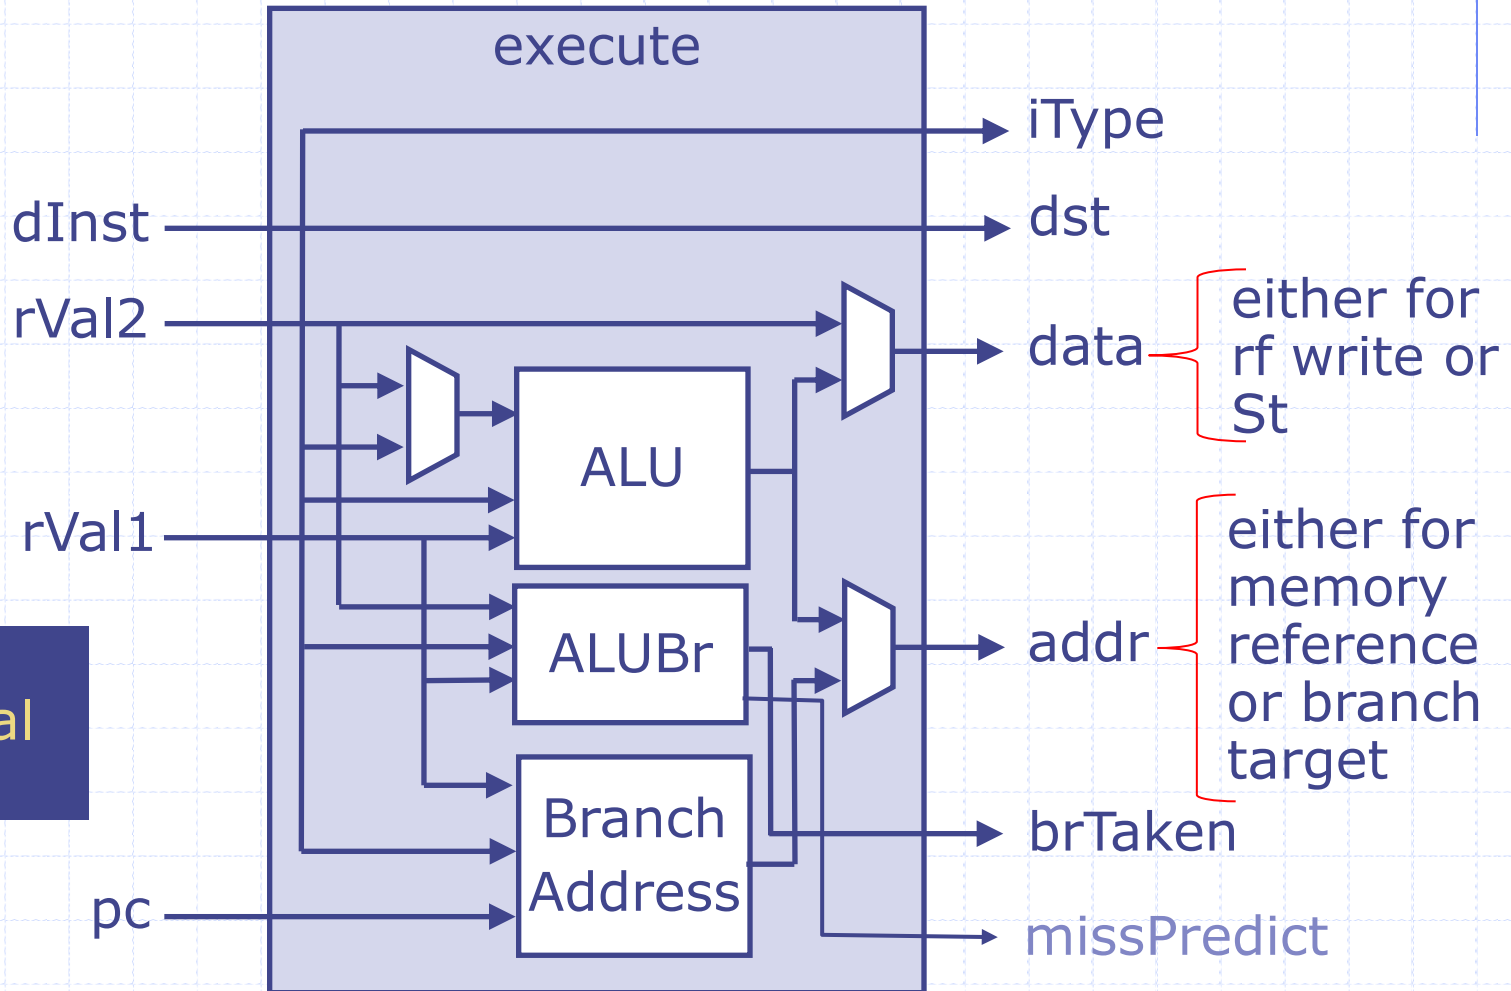 execute
iType
dInst
dst
rVal2
data
either for
rf write or
St
ALU
rVal1
either for
memory
reference
or branch
target
ALUBr
addr
al
Branch
Address
brTaken
pc
missPredict